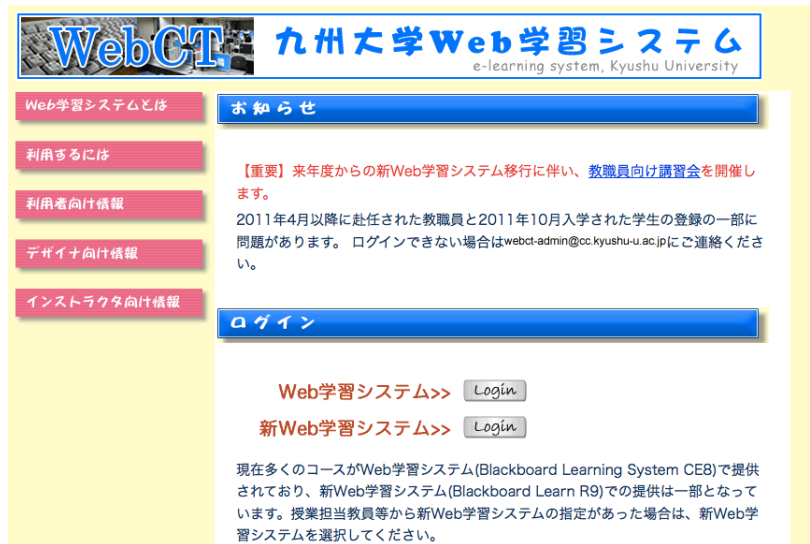 WebCT 九州大学Web学習システム
e-learning system, Kyushu University
Web学習システムとは
利用するには
利用者向け情報
デザイナ向け情報
インストラクタ向け情報
お知らせ
【重要】来年度からの新Web学習システム移行に伴い、教職員向け講習会を開催し
ます。
2011年4月以降に赴任された教職員と2011年10月入学された学生の登録の一部に
問題があります。 ログインできない場合はwebct-admin@cc.kyushu-u.ac.jpにご連絡くださ
い。
ログイン
Web学習システム>> Login
新Web学習システム>> Login
現在多くのコースがWeb学習システム(Blackboard Learning System CE8)で提供
されており、新Web学習システム(Blackboard Learn R9)での提供は一部となって
います。授業担当教員等から新Web学習システムの指定があった場合は、新Web学
習システムを選択してください。